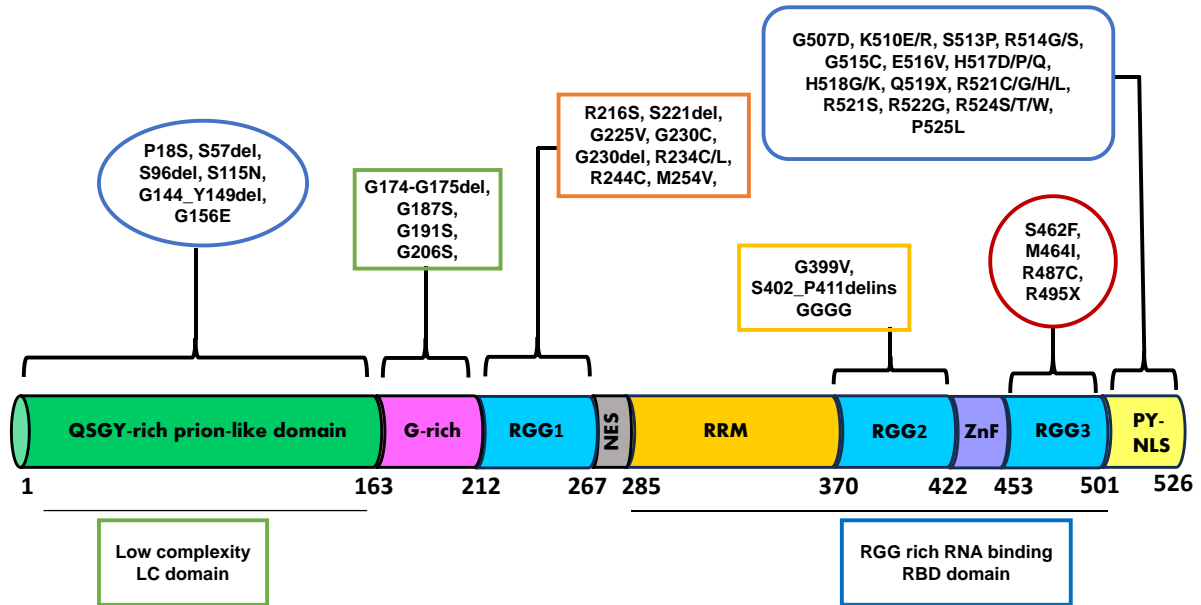 G507D, K510E/R, S513P, R514G/S,
G515C, E516V, H517D/P/Q,
H518G/K, Q519X, R521C/G/H/L,
R521S, R522G, R524S/T/W,
P525L
R216S, S221del,
G225V, G230C,
G230del, R234C/L,
R244C, M254V,
P18S, S57del,
S96del, S115N,
G144_Y149del,
G156E
G174-G175del,
G187S,
G191S,
G206S,
S462F,
M464I,
R487C,
R495X
G399V,
S402_P411delins
GGGG
QSGY-rich prion-like domain
G-rich
RGG1
NES
RRM
RGG2
ZnF
RGG3
PY-
NLS
1 163 212 267 285 370 422 453 501 526
Low complexity
LC domain
RGG rich RNA binding
RBD domain